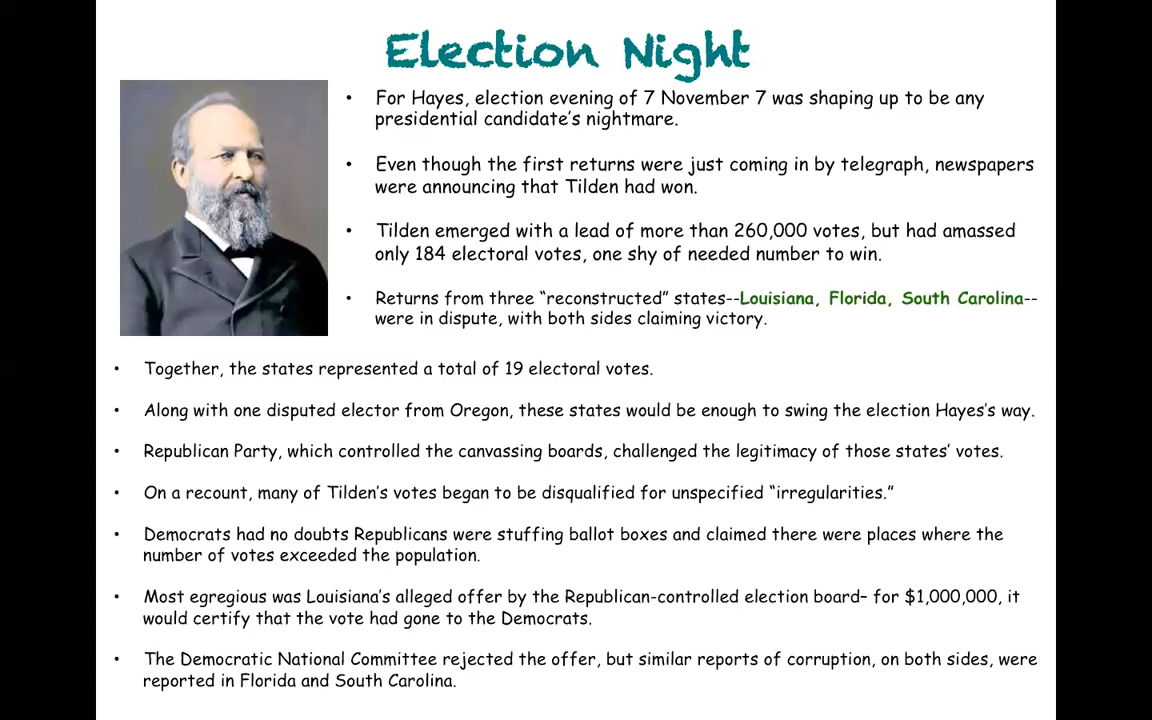 Election Night
• For Hayes, election evening of 7 November 7 was shaping up to be any
presidential candidate's nightmare.
• Even though the first returns were just coming in by telegraph, newspapers
were announcing that Tilden had won.
• Tilden emerged with a lead of more than 260,000 votes, but had amassed
only 184 electoral votes, one shy of needed number to win.
• Returns from three “reconstructed” states--Louisiana, Florida, South Carolina--
were in dispute, with both sides claiming victory.
• Together, the states represented a total of 19 electoral votes.
• Along with one disputed elector from Oregon, these states would be enough to swing the election Hayes's way.
• Republican Party, which controlled the canvassing boards, challenged the legitimacy of those states' votes.
• On a recount, many of Tilden's votes began to be disqualified for unspecified “irregularities.”
• Democrats had no doubts Republicans were stuffing ballot boxes and claimed there were places where the
number of votes exceeded the population.
• Most egregious was Louisiana's alleged offer by the Republican-controlled election board– for $1,000,000, it
would certify that the vote had gone to the Democrats.
• The Democratic National Committee rejected the offer, but similar reports of corruption, on both sides, were
reported in Florida and South Carolina.